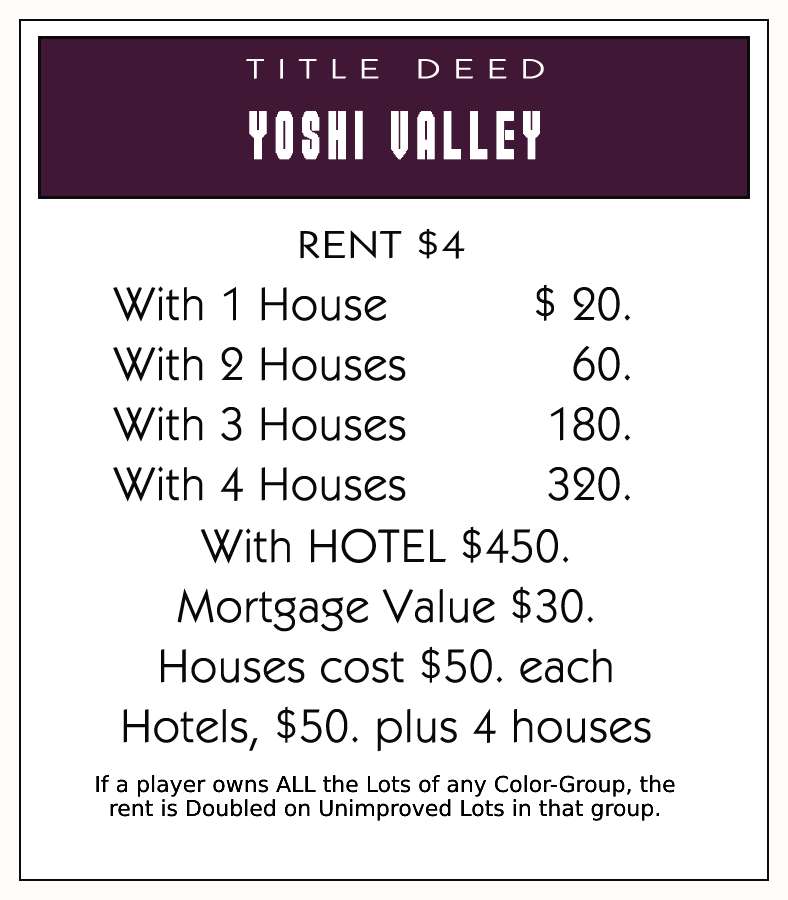 TITLE DEED
YOSHI VALLEY
RENT $4
With 1 House $ 20.
With 2 Houses 60.
With 3 Houses 180.
With 4 Houses 320.
With HOTEL $450.
Mortgage Value $30.
Houses cost $50. each
Hotels, $50. plus 4 houses
If a player owns ALL the Lots of any Color-Group, the
rent is Doubled on Unimproved Lots in that group.